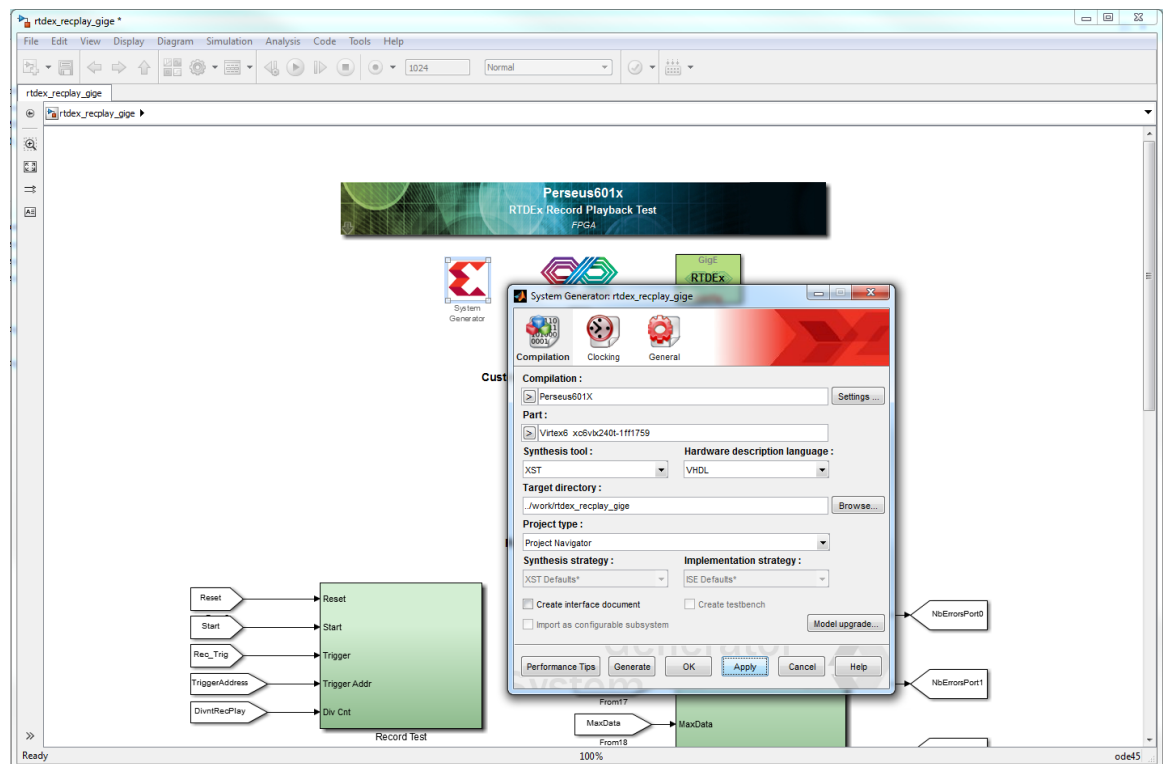 rtdex_recplay_gige *
File Edit View Display Diagram Simulation Analysis Code Tools Help
1024 Normal
rtdex_recplay_gige
rtdex_recplay_gige
Perseus601x
RTDEx Record Playback Test
FPGA
System
Generator
GigE
RTDEx
Cust
System Generator: rtdex_recplay_gige
Compilation Clocking General
Compilation :
> Perseus601X Settings ...
Part :
> Virtex6 xc6vlx240t-1ff1759
Synthesis tool : Hardware description language :
XST VHDL
Target directory :
../work/rtdex_recplay_gige Browse...
Project type :
Project Navigator
Synthesis strategy : Implementation strategy :
XST Defaults* ISE Defaults*
Create interface document Create testbench
Import as configurable subsystem Model upgrade...
Performance Tips Generate OK Apply Cancel Help
Reset Reset
Start Start
Rec_Trig Trigger
TriggerAddress Trigger Addr
DivntRecPlay Div Cnt
Record Test
NbErrorsPort0
NbErrorsPort1
From17
MaxData MaxData
From18
Ready 100% ode45